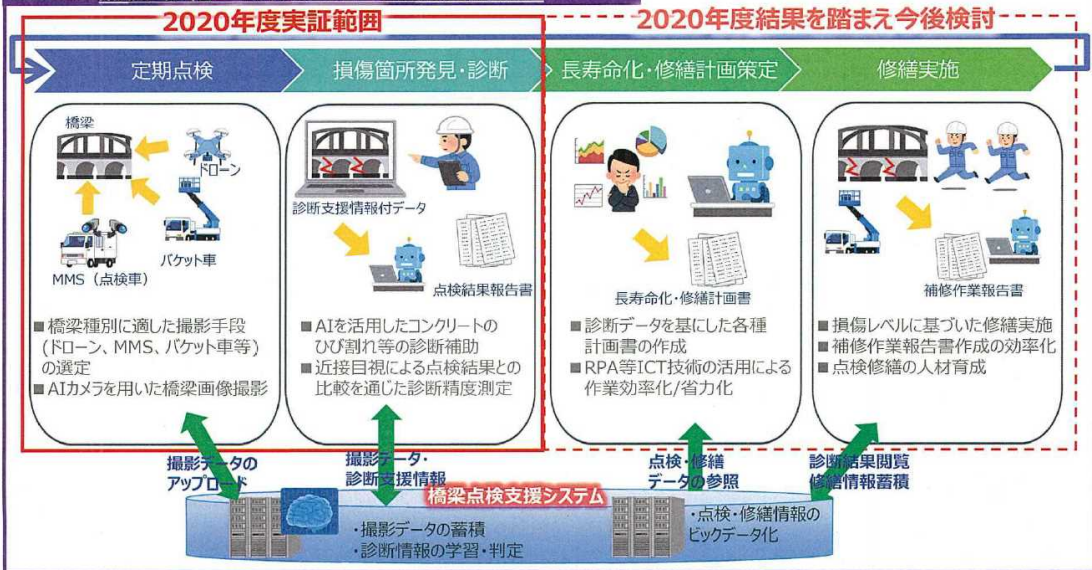 2020年度実証範囲
2020年度結果を踏まえ今後検討
定期点検
損傷箇所発見・診断
長寿命化・修繕計画策定
修繕実施
橋梁
ドローン
MMS（点検車）
バケット車
■橋梁種別に適した撮影手段
(ドローン、MMS、バケット車等)
の選定
■AIカメラを用いた橋梁画像撮影
診断支援情報付データ
点検結果報告書
■AIを活用したコンクリートの
ひび割れ等の診断補助
■近接目視による点検結果との
比較を通じた診断精度測定
長寿命化・修繕計画書
■診断データを基にした各種
計画書の作成
■RPA等ICT技術の活用による
作業効率化/省力化
補修作業報告書
■損傷レベルに基づいた修繕実施
■補修作業報告書作成の効率化
■点検修繕の人材育成
撮影データの
アップロード
撮影データ・
診断支援情報
点検・修繕
データの参照
診断結果閲覧
修繕情報蓄積
橋梁点検支援システム
・撮影データの蓄積
・診断情報の学習・判定
・点検・修繕情報の
ビックデータ化